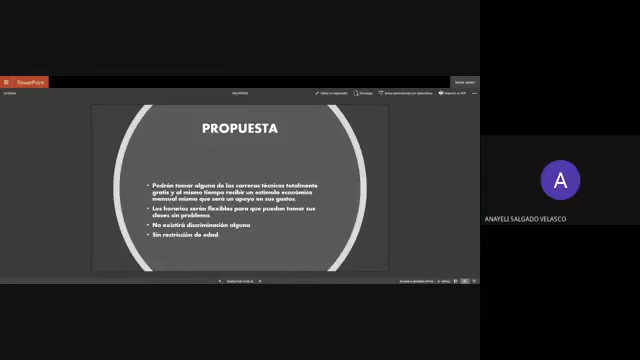 PowerPoint
PROPUESTA
• Podrán tomar alguna de las carreras técnicas totalmente
gratis y al mismo tiempo recibir un estimulo económico
mensual mismo que será un apoyo en sus gastos.
• Los horarios serán flexibles para que puedan tomar sus
clases sin problema.
• No existirá discriminación alguna
• Sin restricción de edad.
A
ANAYELI SALGADO VELASCO